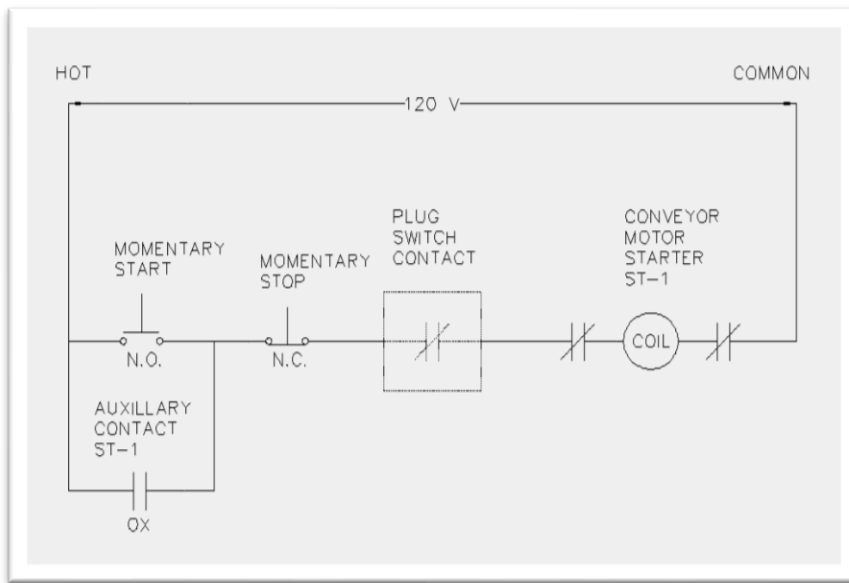 HOT
COMMON
120 V
PLUG
SWITCH
CONTACT
CONVEYOR
MOTOR
STARTER
ST-1
MOMENTARY
START
MOMENTARY
STOP
N.O.
N.C.
COIL
AUXILLARY
CONTACT
ST-1
OX